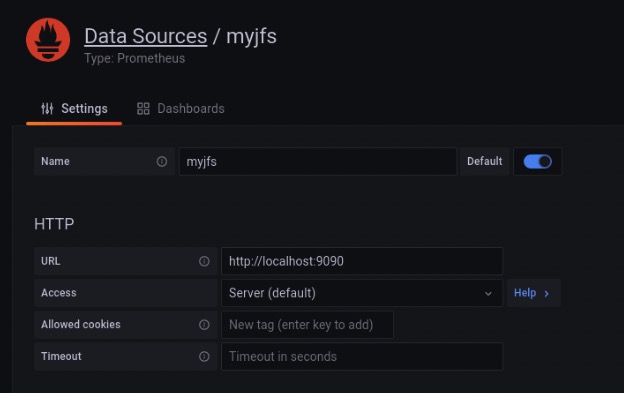 Data Sources / myjfs
Type: Prometheus
Settings Dashboards
Name myjfs Default
HTTP
URL http://localhost:9090
Access Server (default) Help >
Allowed cookies New tag (enter key to add)
Timeout Timeout in seconds